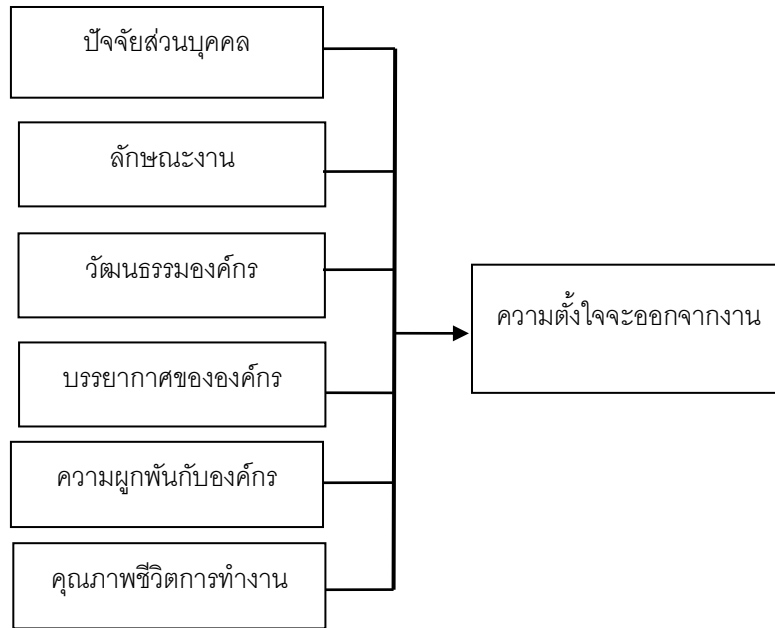 ปัจจัยส่วนบุคคล
ลักษณะงาน
วัฒนธรรมองค์กร
บรรยากาศขององค์กร
ความผูกพันกับองค์กร
คุณภาพชีวิตการทำงาน
ความตั้งใจจะออกจากงาน